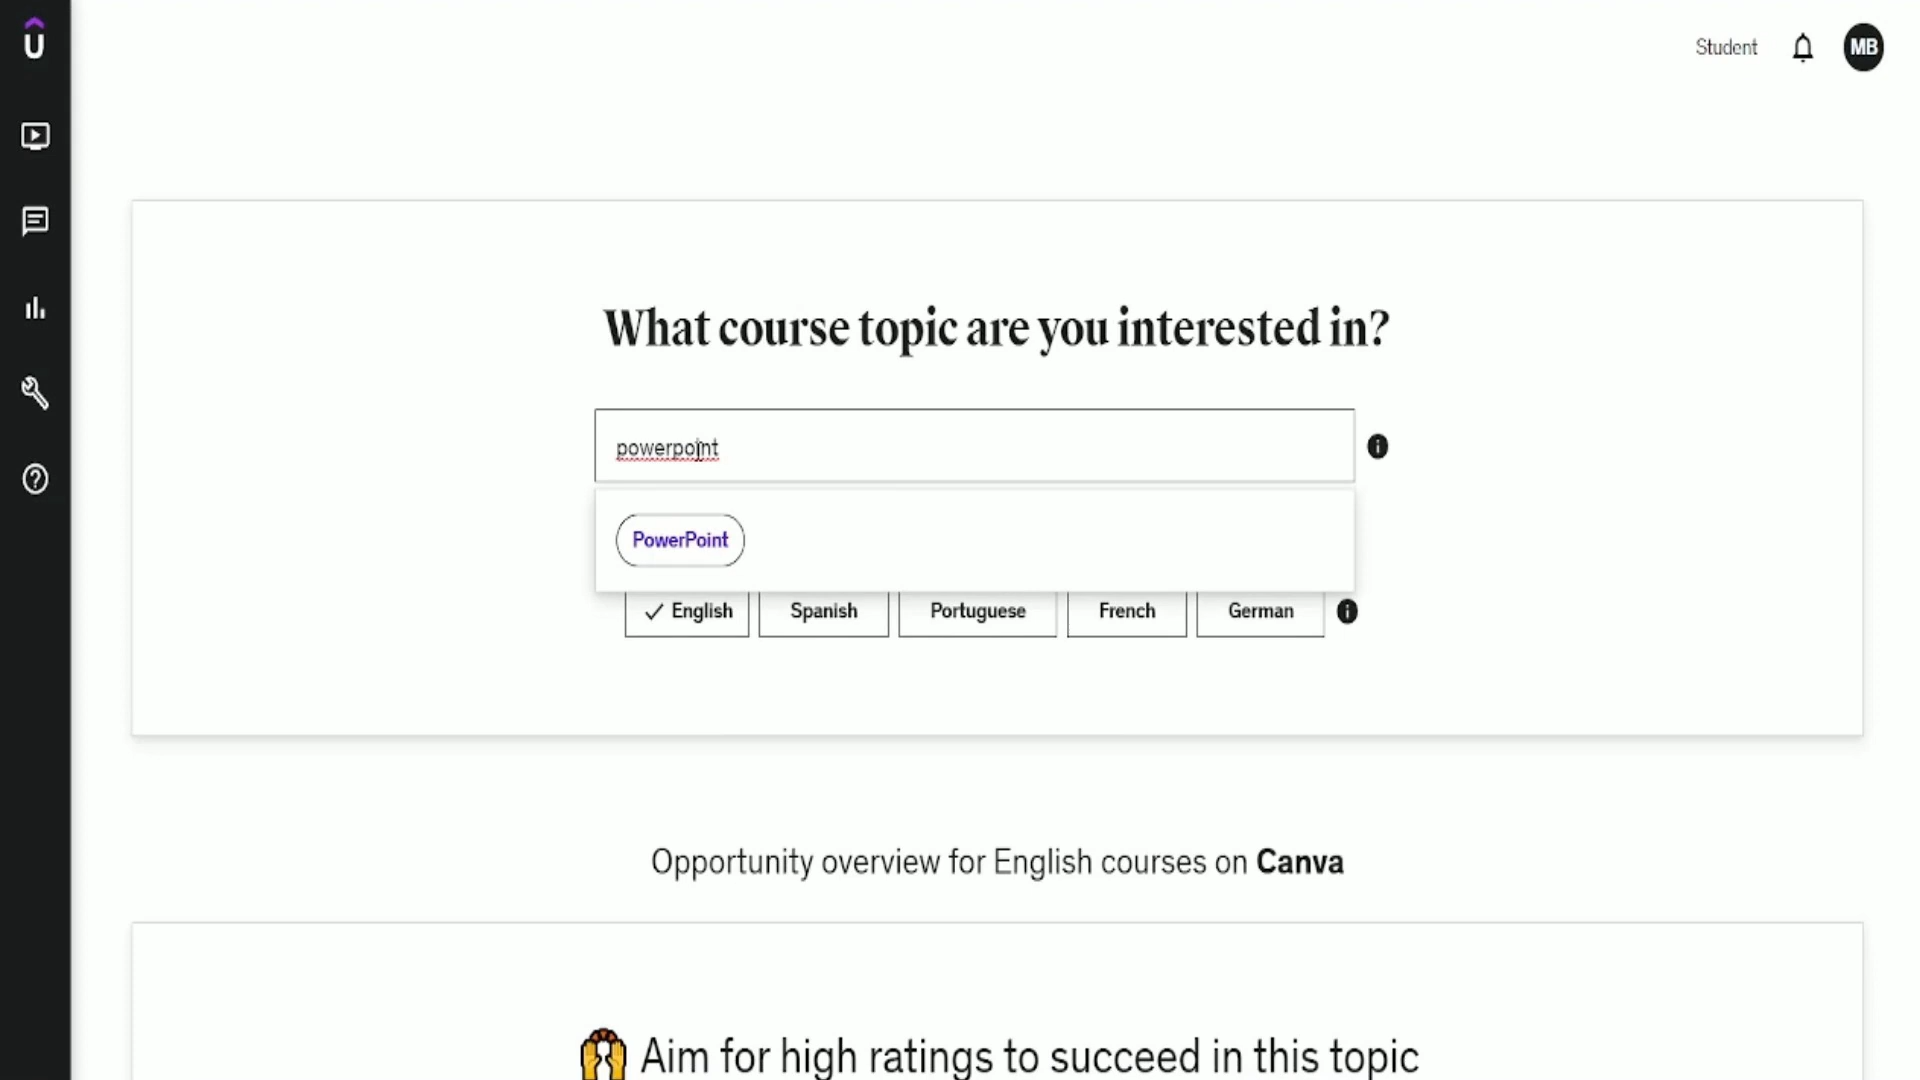 Student
MB
What course topic are you interested in?
powerpoint
PowerPoint
English Spanish Portuguese French German
Opportunity overview for English courses on Canva
Aim for high ratings to succeed in this topic